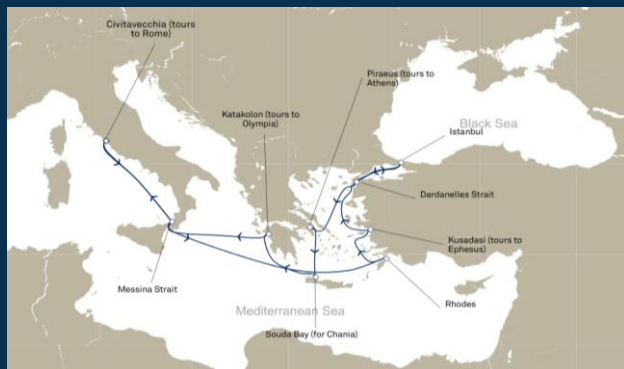 Civitavecchia (tours
to Rome)
Piraeus (tours to
Athens)
Katakolon (tours to
Olympia)
Black Sea
Istanbul
Dardanelles Strait
Kusadasi (tours to
Ephesus)
Messina Strait
Rhodes
Mediterranean Sea
Souda Bay (for Chania)